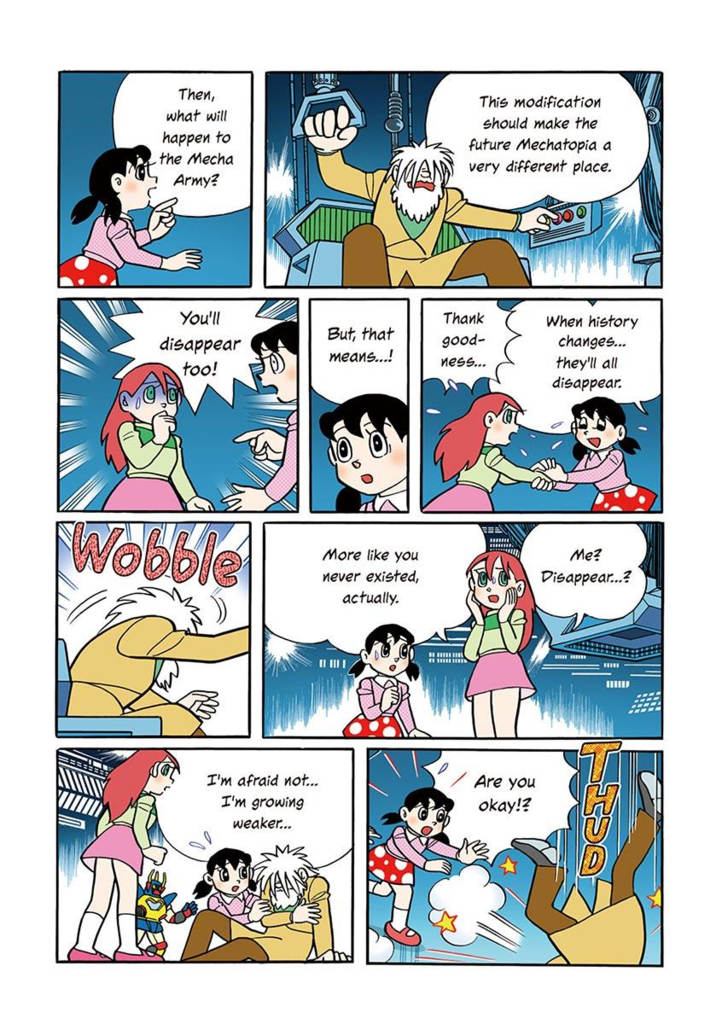 This modification
should make the
future Mechatopia a
very different place.
Then,
what will
happen to
the Mecha
Army?
When history
changes...
they'll all
disappear.
Thank
good-
ness...
But, that
means...!
You'll
disappear
too!
Me?
Disappear...?
More like you
never existed,
actually.
Wobble
THUD
Are you
okay!?
I'm afraid not...
I'm growing
weaker...